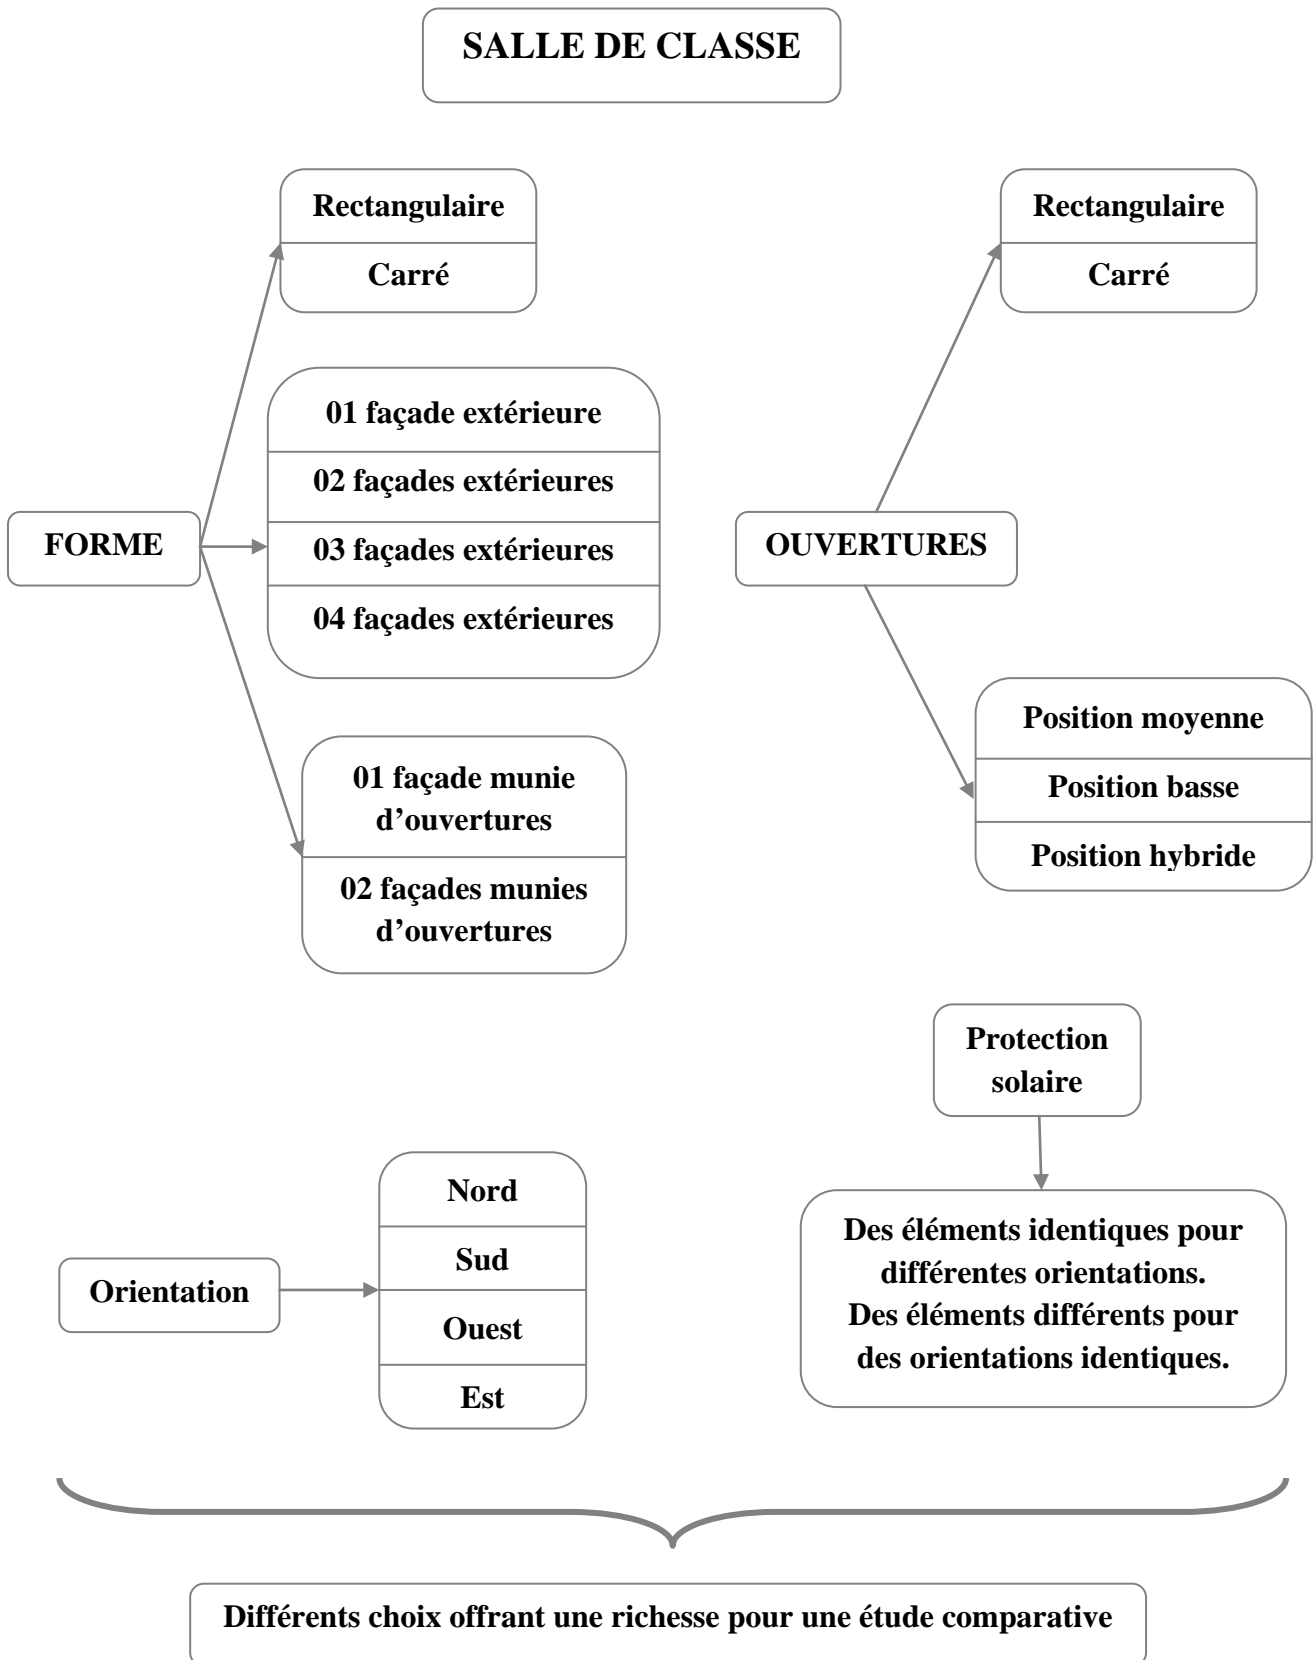 SALLE DE CLASSE
Rectangulaire
Carré
01 façade extérieure
02 façades extérieures
03 façades extérieures
04 façades extérieures
FORME
01 façade munie
d’ouvertures
02 façades munies
d’ouvertures
Rectangulaire
Carré
OUVERTURES
Position moyenne
Position basse
Position hybride
Orientation
Nord
Sud
Ouest
Est
Protection
solaire
Des éléments identiques pour
différentes orientations.
Des éléments différents pour
des orientations identiques.
Différents choix offrant une richesse pour une étude comparative